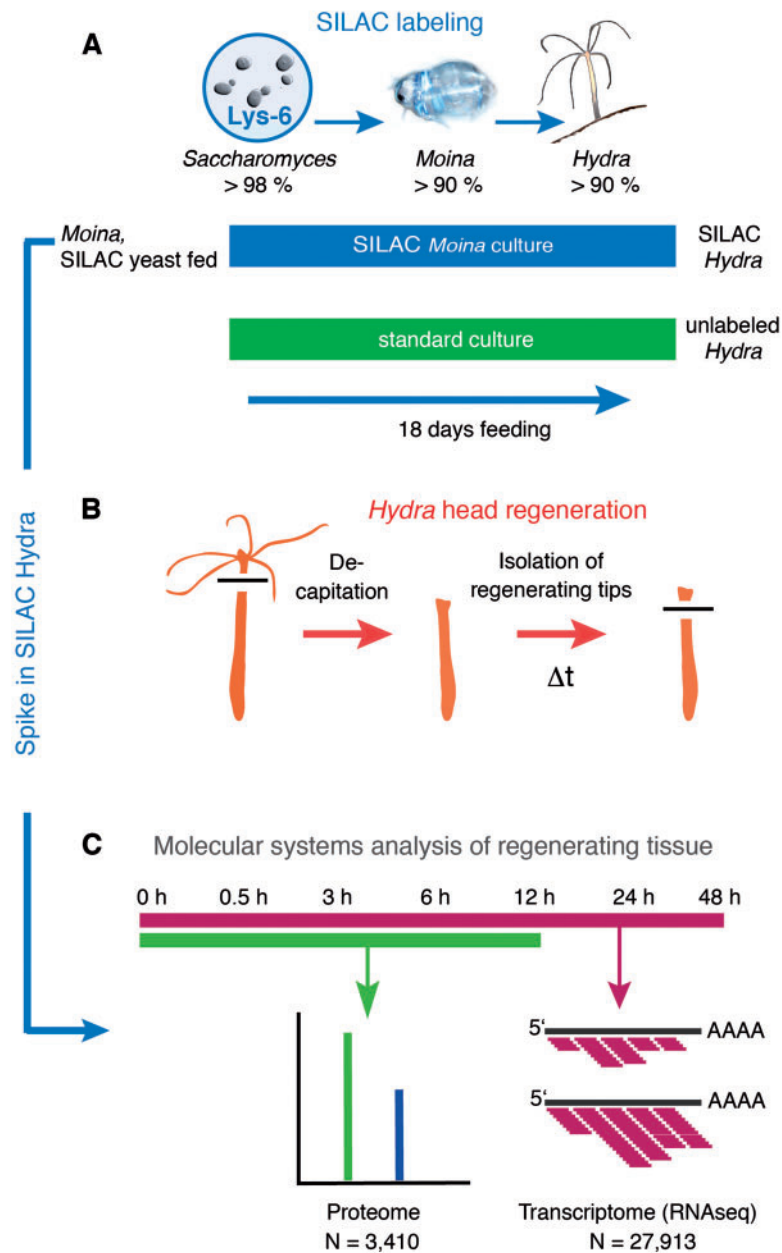 A
SILAC labeling
Lys-6
Saccharomyces
> 98 %
Moina
> 90 %
Hydra
> 90 %
Moina,
SILAC yeast fed
SILAC Moina culture
SILAC
Hydra
standard culture
unlabeled
Hydra
18 days feeding
Spike in SILAC Hydra
B
Hydra head regeneration
De-
capitation
Isolation of
regenerating tips
Δt
C
Molecular systems analysis of regenerating tissue
0 h 0.5 h 3 h 6 h 12 h 24 h 48 h
5‘ AAAA
5‘ AAAA
Proteome
N = 3,410
Transcriptome (RNAseq)
N = 27,913